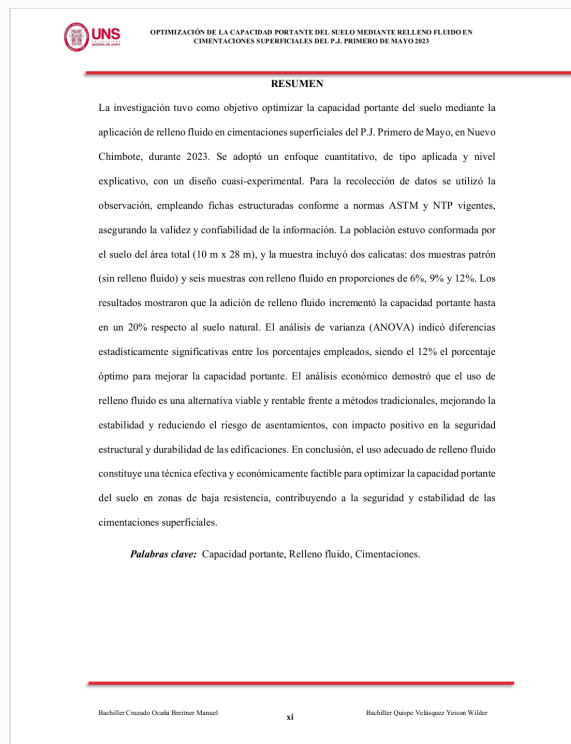 UNS
OPTIMIZACIÓN DE LA CAPACIDAD PORTANTE DEL SUELO MEDIANTE RELLENO FLUIDO EN
CIMENTACIONES SUPERFICIALES DEL P.J. PRIMERO DE MAYO 2023
RESUMEN
La investigación tuvo como objetivo optimizar la capacidad portante del suelo mediante la
aplicación de relleno fluido en cimentaciones superficiales del P.J. Primero de Mayo, en Nuevo
Chimbote, durante 2023. Se adoptó un enfoque cuantitativo, de tipo aplicada y nivel
explicativo, con un diseño cuasi-experimental. Para la recolección de datos se utilizó la
observación, empleando fichas estructuradas conforme a normas ASTM y NTP vigentes,
asegurando la validez y confiabilidad de la información. La población estuvo conformada por
el suelo del área total (10 m x 28 m), y la muestra incluyó dos calicatas: dos muestras patrón
(sin relleno fluido) y seis muestras con relleno fluido en proporciones de 6%, 9% y 12%. Los
resultados mostraron que la adición de relleno fluido incrementó la capacidad portante hasta
en un 20% respecto al suelo natural. El análisis de varianza (ANOVA) indicó diferencias
estadísticamente significativas entre los porcentajes empleados, siendo el 12% el porcentaje
óptimo para mejorar la capacidad portante. El análisis económico demostró que el uso de
relleno fluido es una alternativa viable y rentable frente a métodos tradicionales, mejorando la
estabilidad y reduciendo el riesgo de asentamientos, con impacto positivo en la seguridad
estructural y durabilidad de las edificaciones. En conclusión, el uso adecuado de relleno fluido
constituye una técnica efectiva y económicamente factible para optimizar la capacidad portante
del suelo en zonas de baja resistencia, contribuyendo a la seguridad y estabilidad de las
cimentaciones superficiales.
Palabras clave: Capacidad portante, Relleno fluido, Cimentaciones.
Bachiller Cruzado Ocaña Breitner Manuel
xi
Bachiller Quispe Velásquez Yeison Wilder